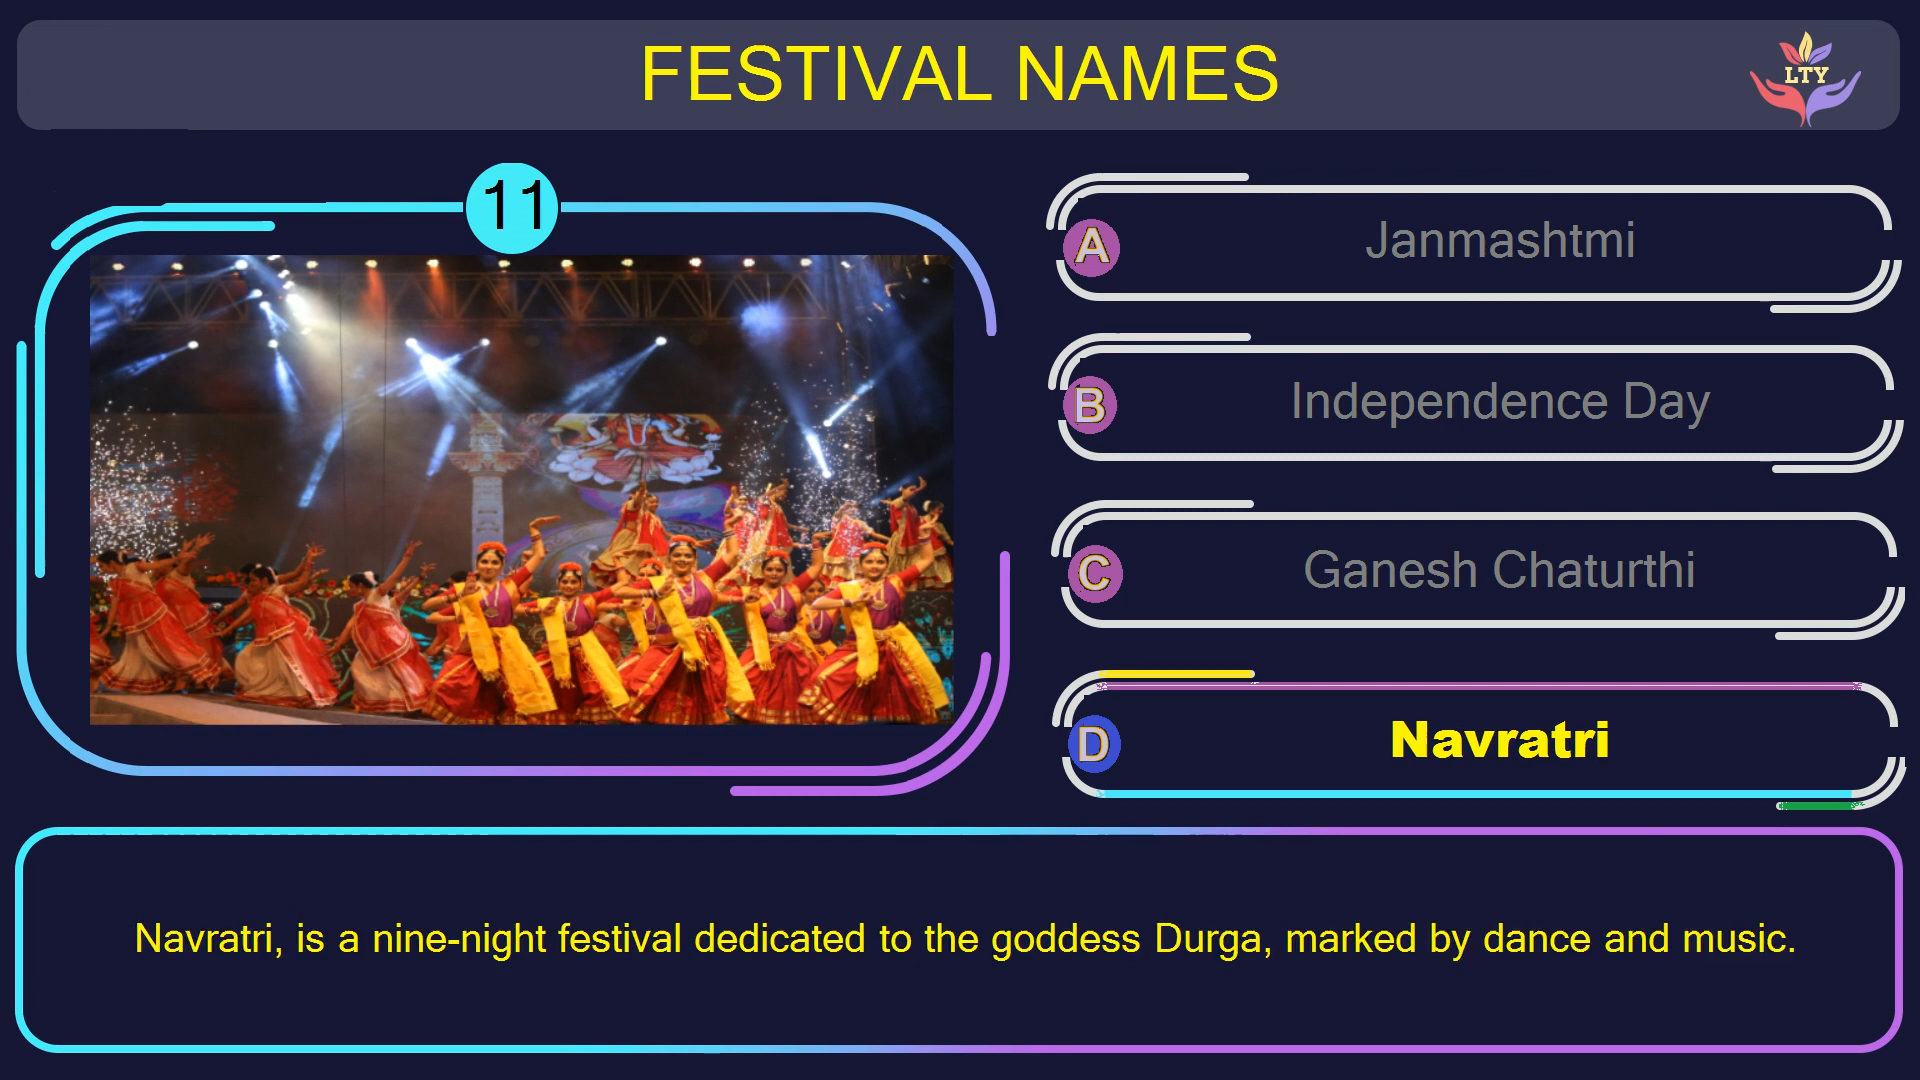 FESTIVAL NAMES
LTY
11
A
Janmashtmi
B
Independence Day
C
Ganesh Chaturthi
D
Navratri
Navratri, is a nine-night festival dedicated to the goddess Durga, marked by dance and music.